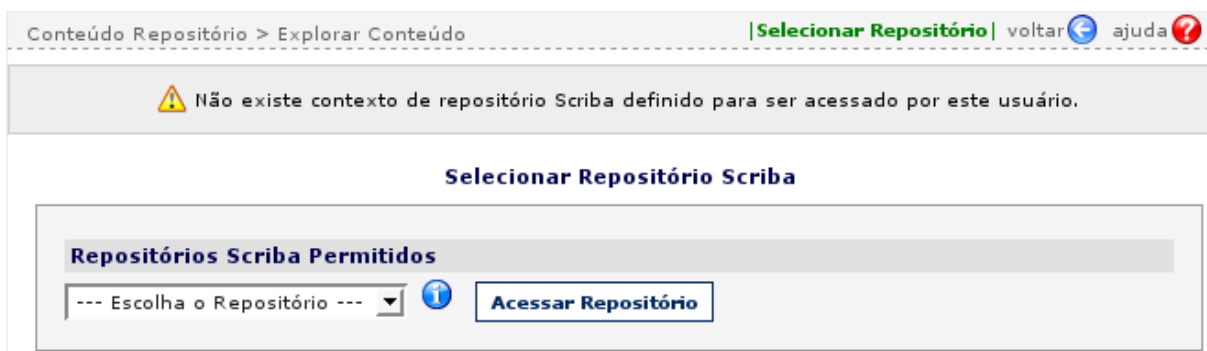 Conteúdo Repositório > Explorar Conteúdo |Selecionar Repositório| voltar ajuda
Não existe contexto de repositório Scriba definido para ser acessado por este usuário.
Selecionar Repositório Scriba
Repositórios Scriba Permitidos
--- Escolha o Repositório --- Acessar Repositório